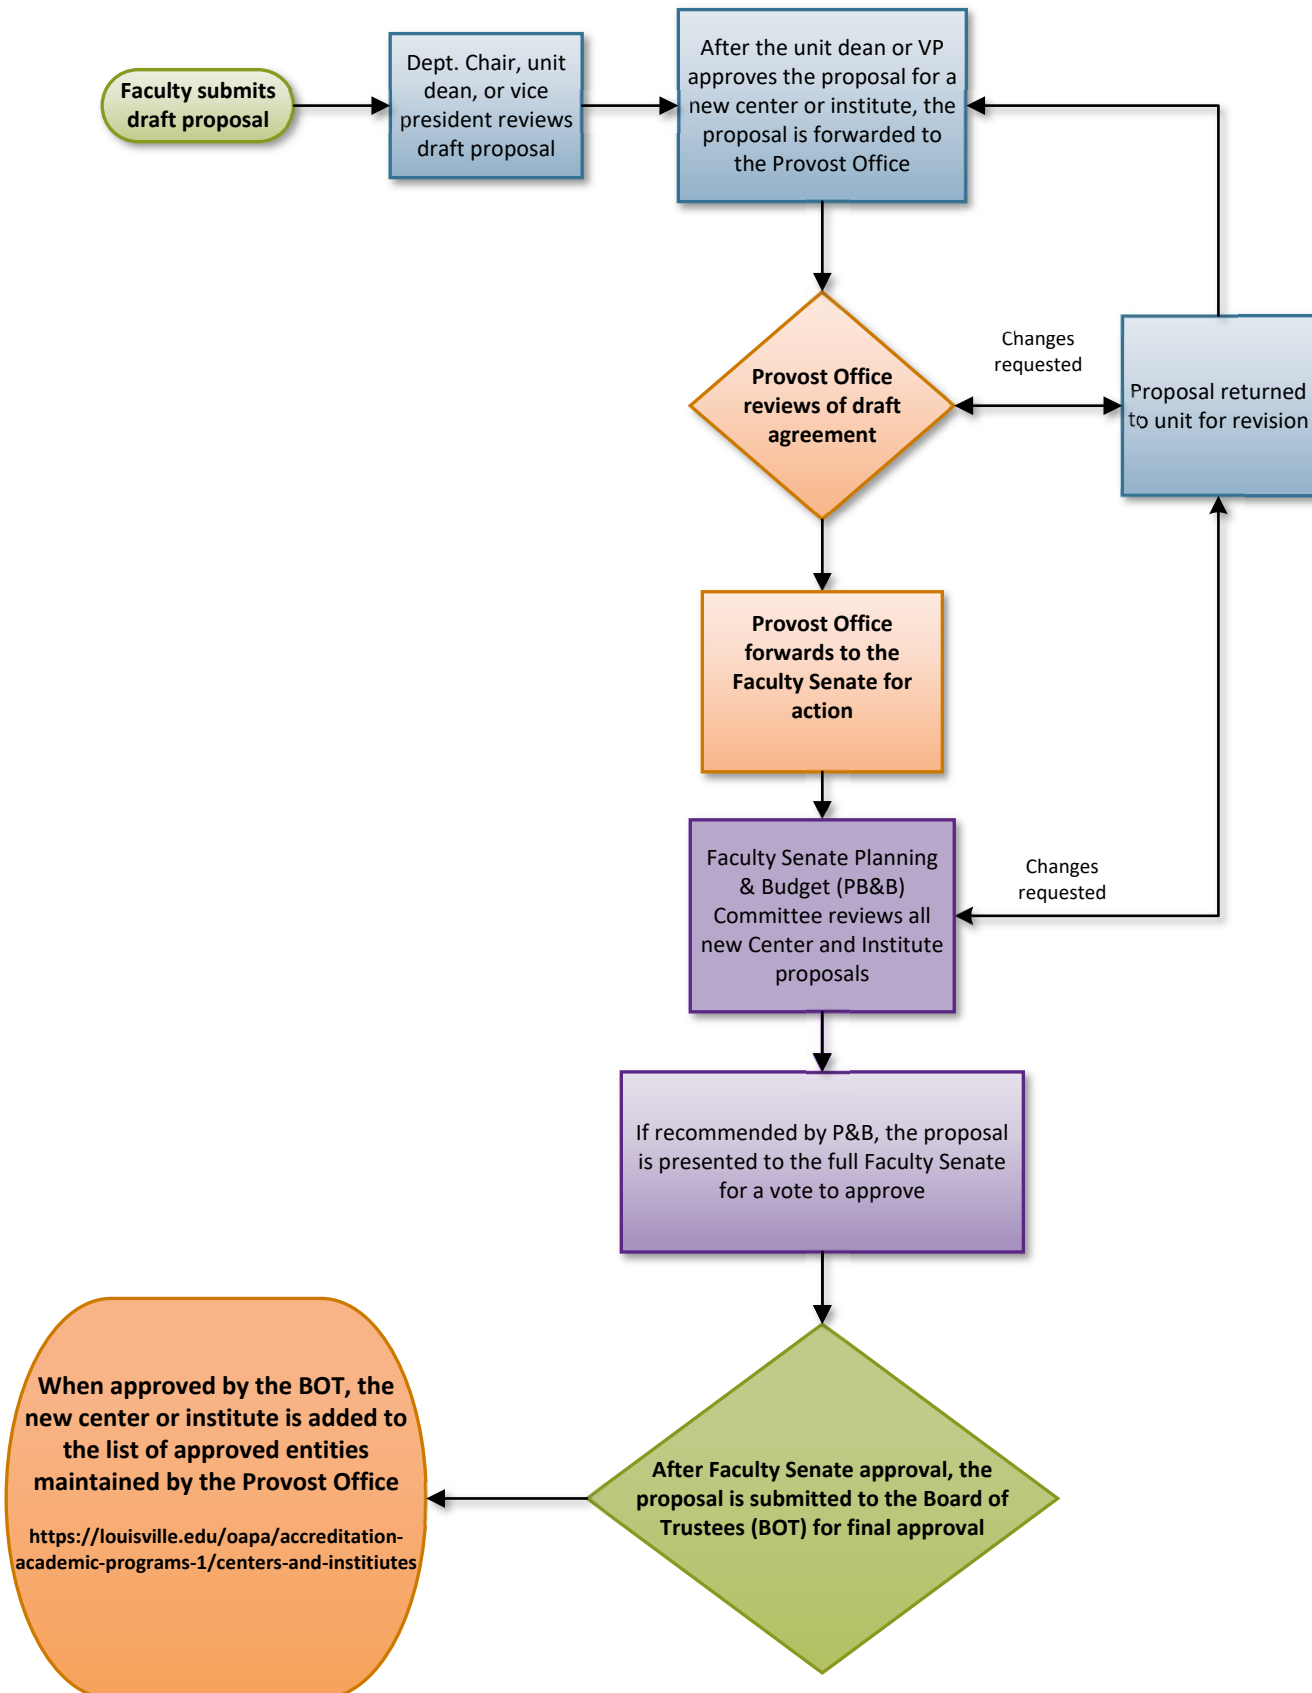 Faculty submits
draft proposal
Dept. Chair, unit
dean, or vice
president reviews
draft proposal
After the unit dean or VP
approves the proposal for a
new center or institute, the
proposal is forwarded to
the Provost Office
Provost Office
reviews of draft
agreement
Changes
requested
Proposal returned
to unit for revision
Provost Office
forwards to the
Faculty Senate for
action
Faculty Senate Planning
& Budget (PB&B)
Committee reviews all
new Center and Institute
proposals
Changes
requested
If recommended by P&B, the proposal
is presented to the full Faculty Senate
for a vote to approve
After Faculty Senate approval, the
proposal is submitted to the Board of
Trustees (BOT) for final approval
When approved by the BOT, the
new center or institute is added to
the list of approved entities
maintained by the Provost Office
https://louisville.edu/oapa/accreditation-
academic-programs-1/centers-and-institiutes